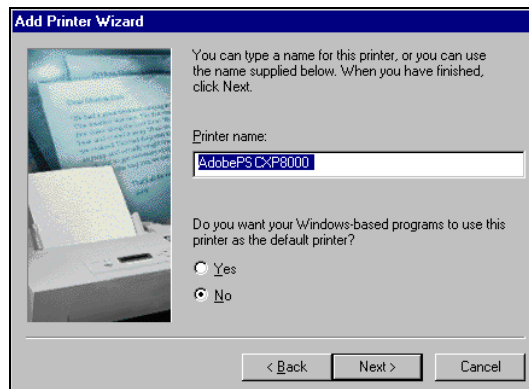 Add Printer Wizard
You can type a name for this printer, or you can use
the name supplied below. When you have finished,
click Next.
Printer name:
AdobePS CXP8000
Do you want your Windows-based programs to use this
printer as the default printer?
Yes
No
< Back
Next >
Cancel